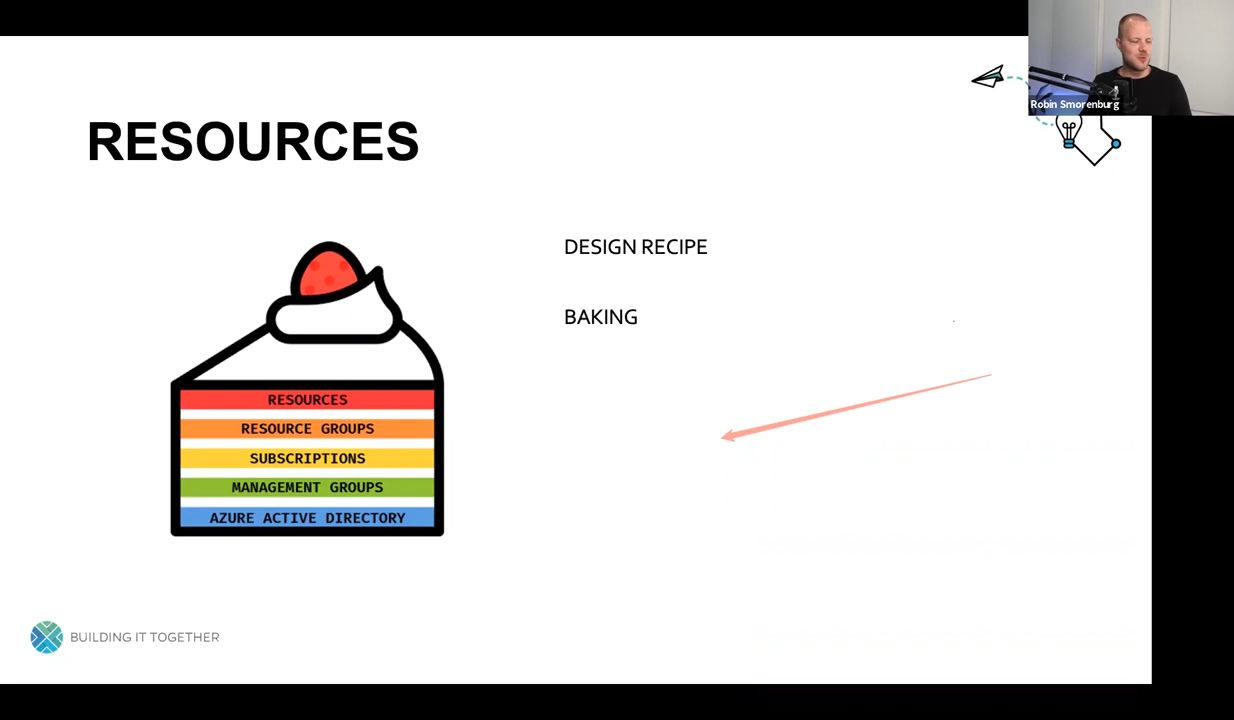 Robin Smorenburg
RESOURCES
DESIGN RECIPE
BAKING
RESOURCES
RESOURCE GROUPS
SUBSCRIPTIONS
MANAGEMENT GROUPS
AZURE ACTIVE DIRECTORY
BUILDING IT TOGETHER